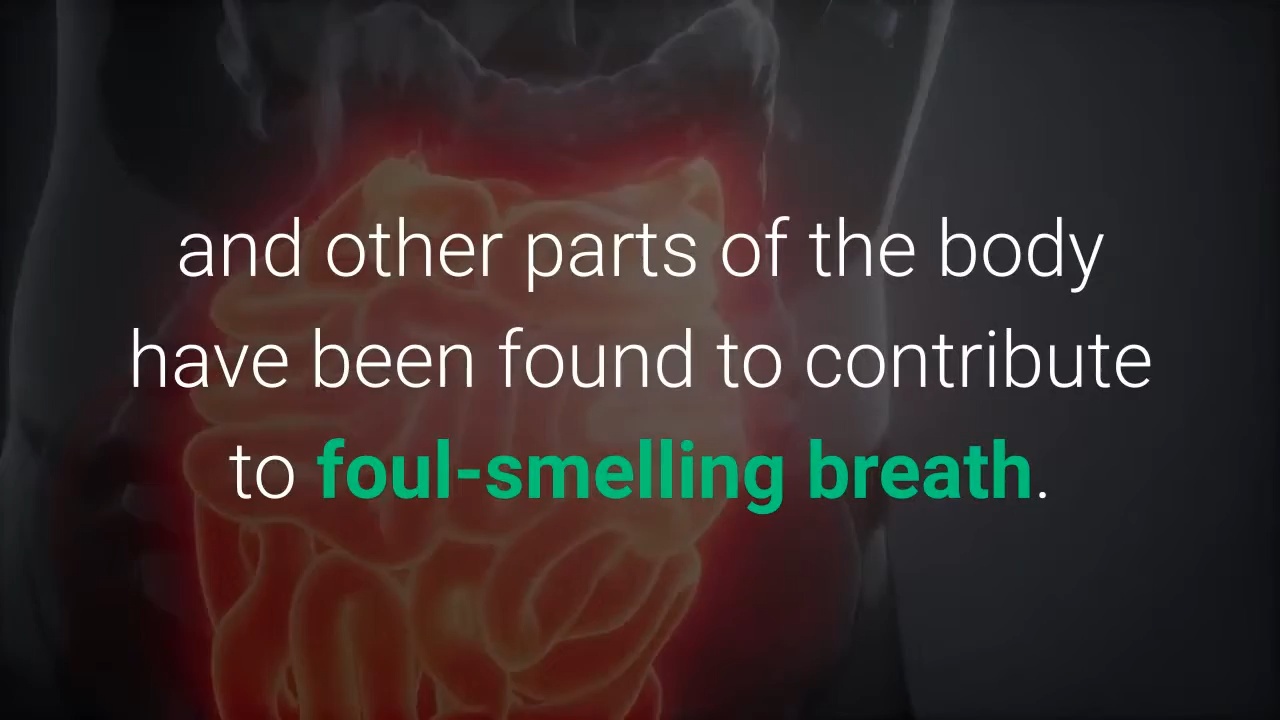 and other parts of the body
have been found to contribute
to foul-smelling breath.